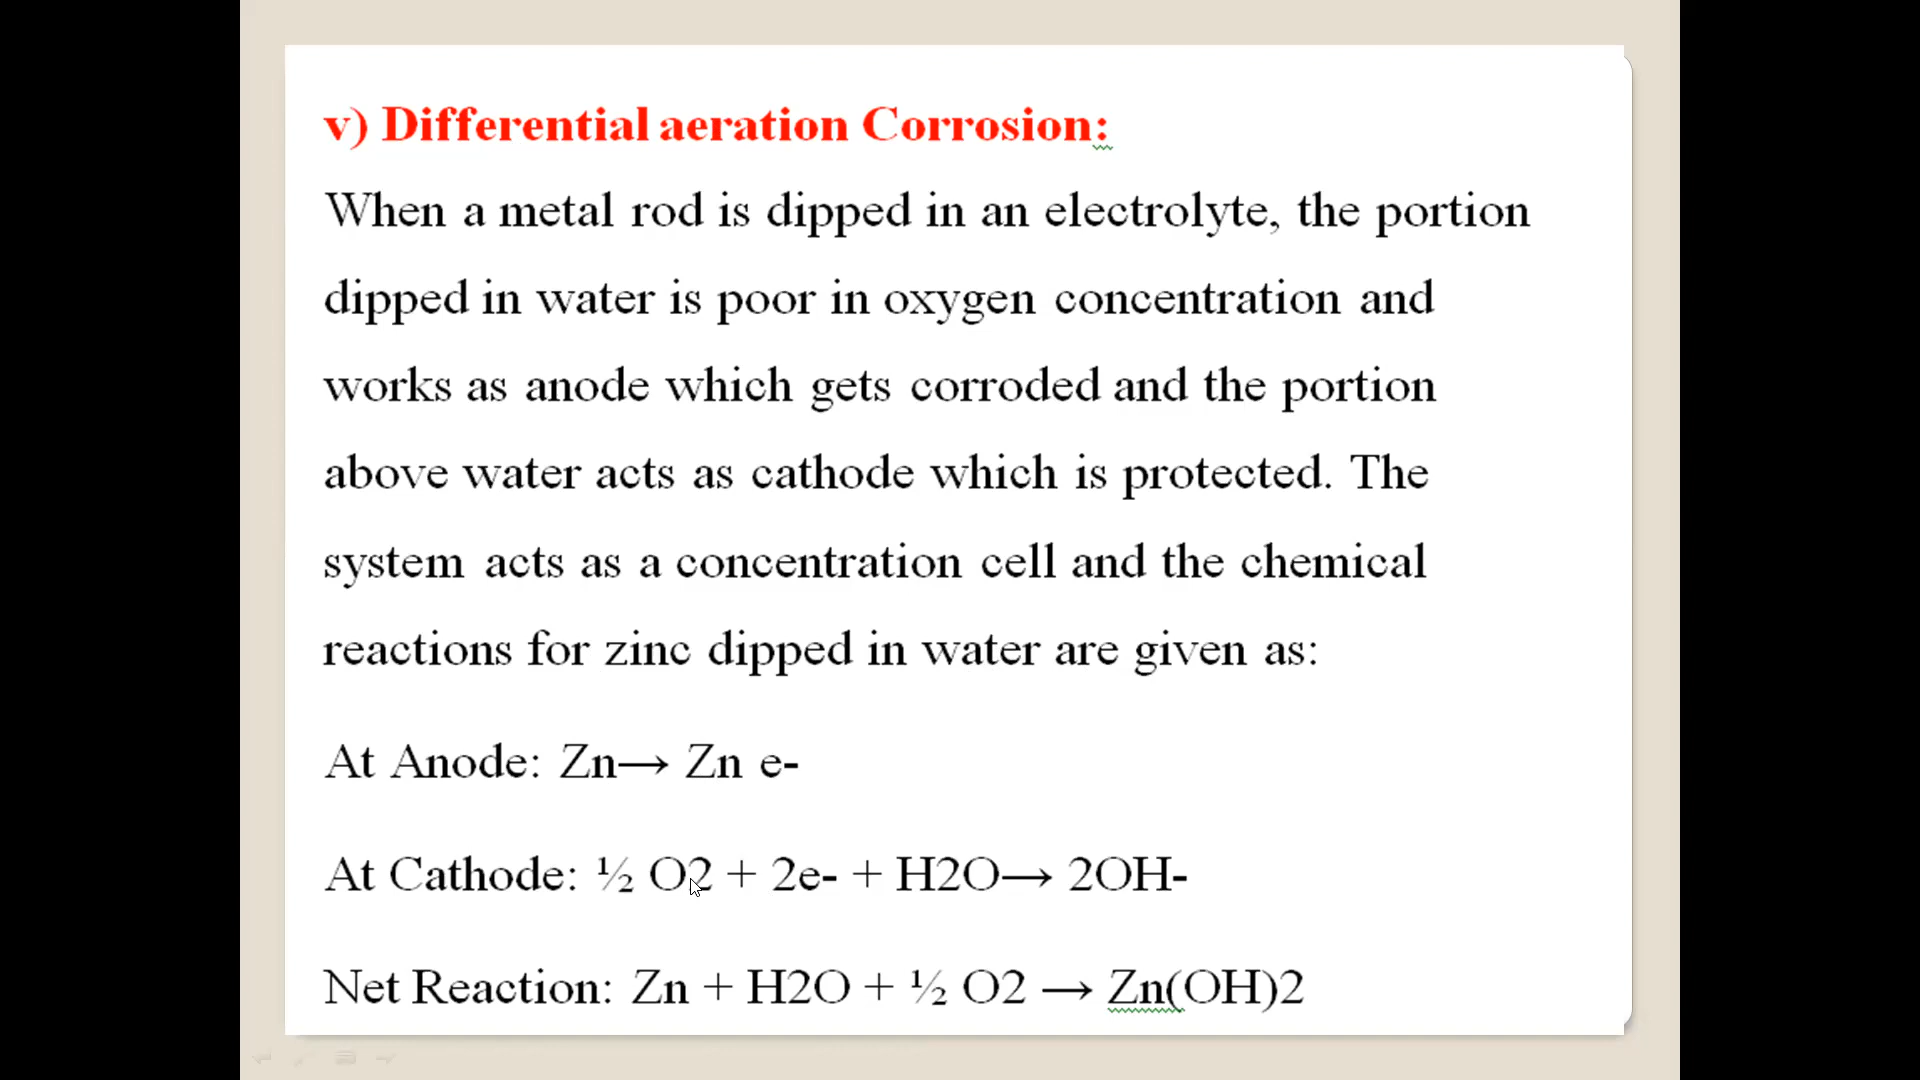 v) Differential aeration Corrosion:
When a metal rod is dipped in an electrolyte, the portion
dipped in water is poor in oxygen concentration and
works as anode which gets corroded and the portion
above water acts as cathode which is protected. The
system acts as a concentration cell and the chemical
reactions for zinc dipped in water are given as:
At Anode: Zn→ Zn e-
At Cathode: ½ O2 + 2e- + H2O→ 2OH-
Net Reaction: Zn + H2O + ½ O2 → Zn(OH)2